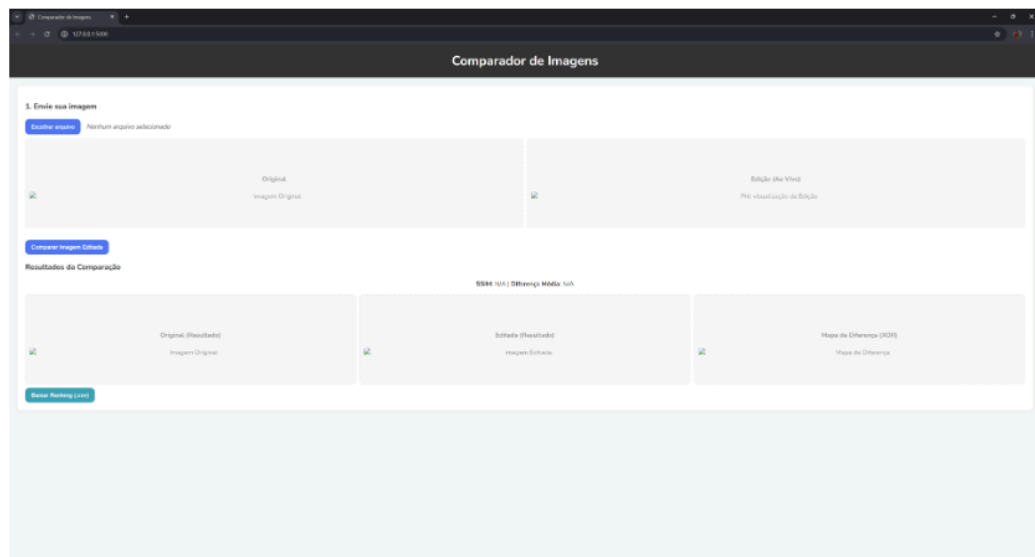 Comparador de Imagens
127.0.0.1:5000
Comparador de Imagens
1. Envie sua imagem
Escolher arquivo Nenhum arquivo selecionado
Original Edição (Ao Vivo)
Imagem Original Pré-visualização da Edição
Comparar Imagem Editada
Resultados da Comparação
SSIM: N/A | Diferença Média: N/A
Original (Resultado) Editada (Resultado) Mapa de Diferença (XOR)
Imagem Original Imagem Editada Mapa de Diferença
Baixar Ranking (.csv)